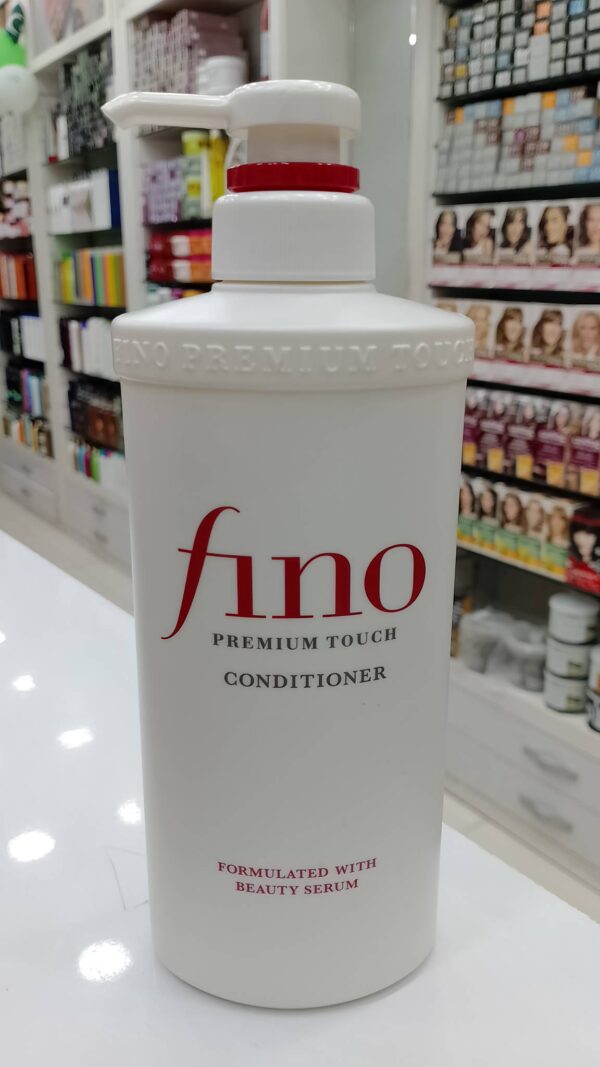 FINO PREMIUM TOUCH
fino
PREMIUM TOUCH
CONDITIONER
FORMULATED WITH
BEAUTY SERUM